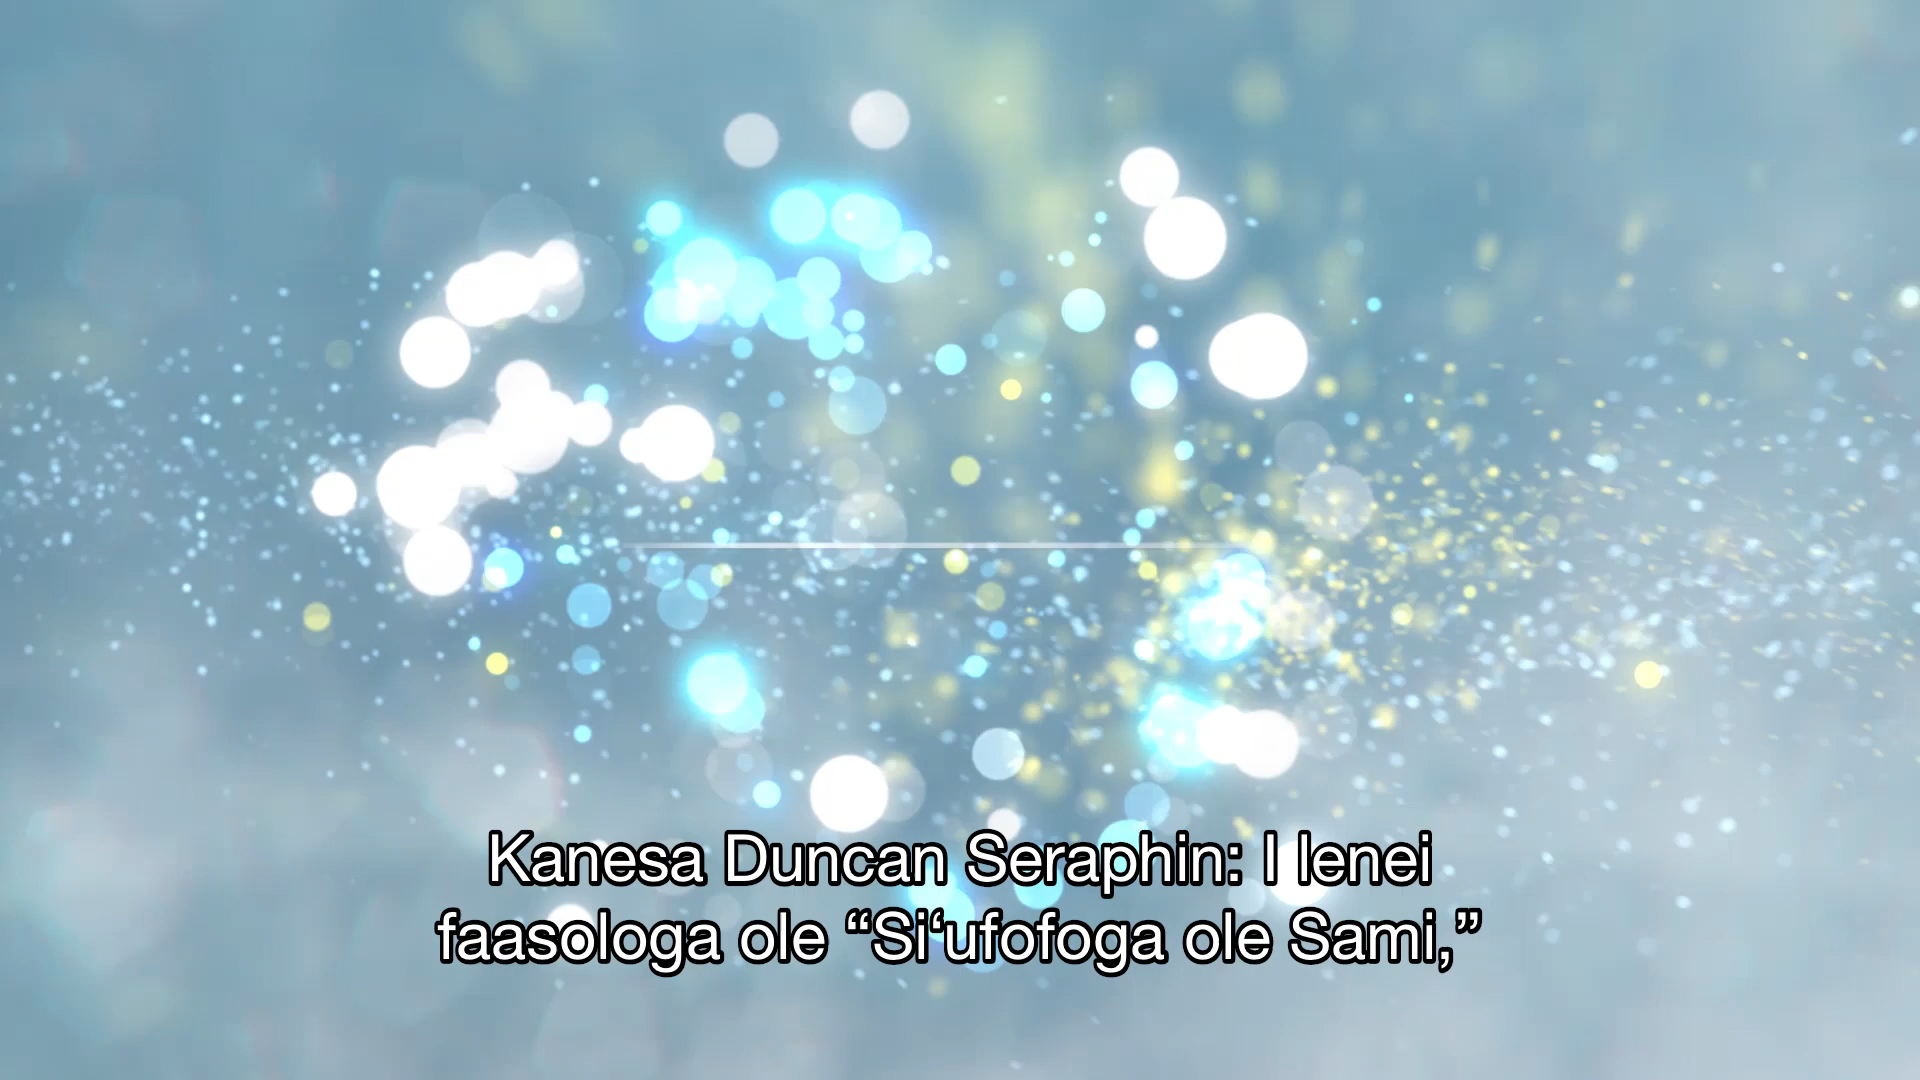 Kanesa Duncan Seraphin: I lenei
faasologa ole “Si‘ufofoga ole Sami,”